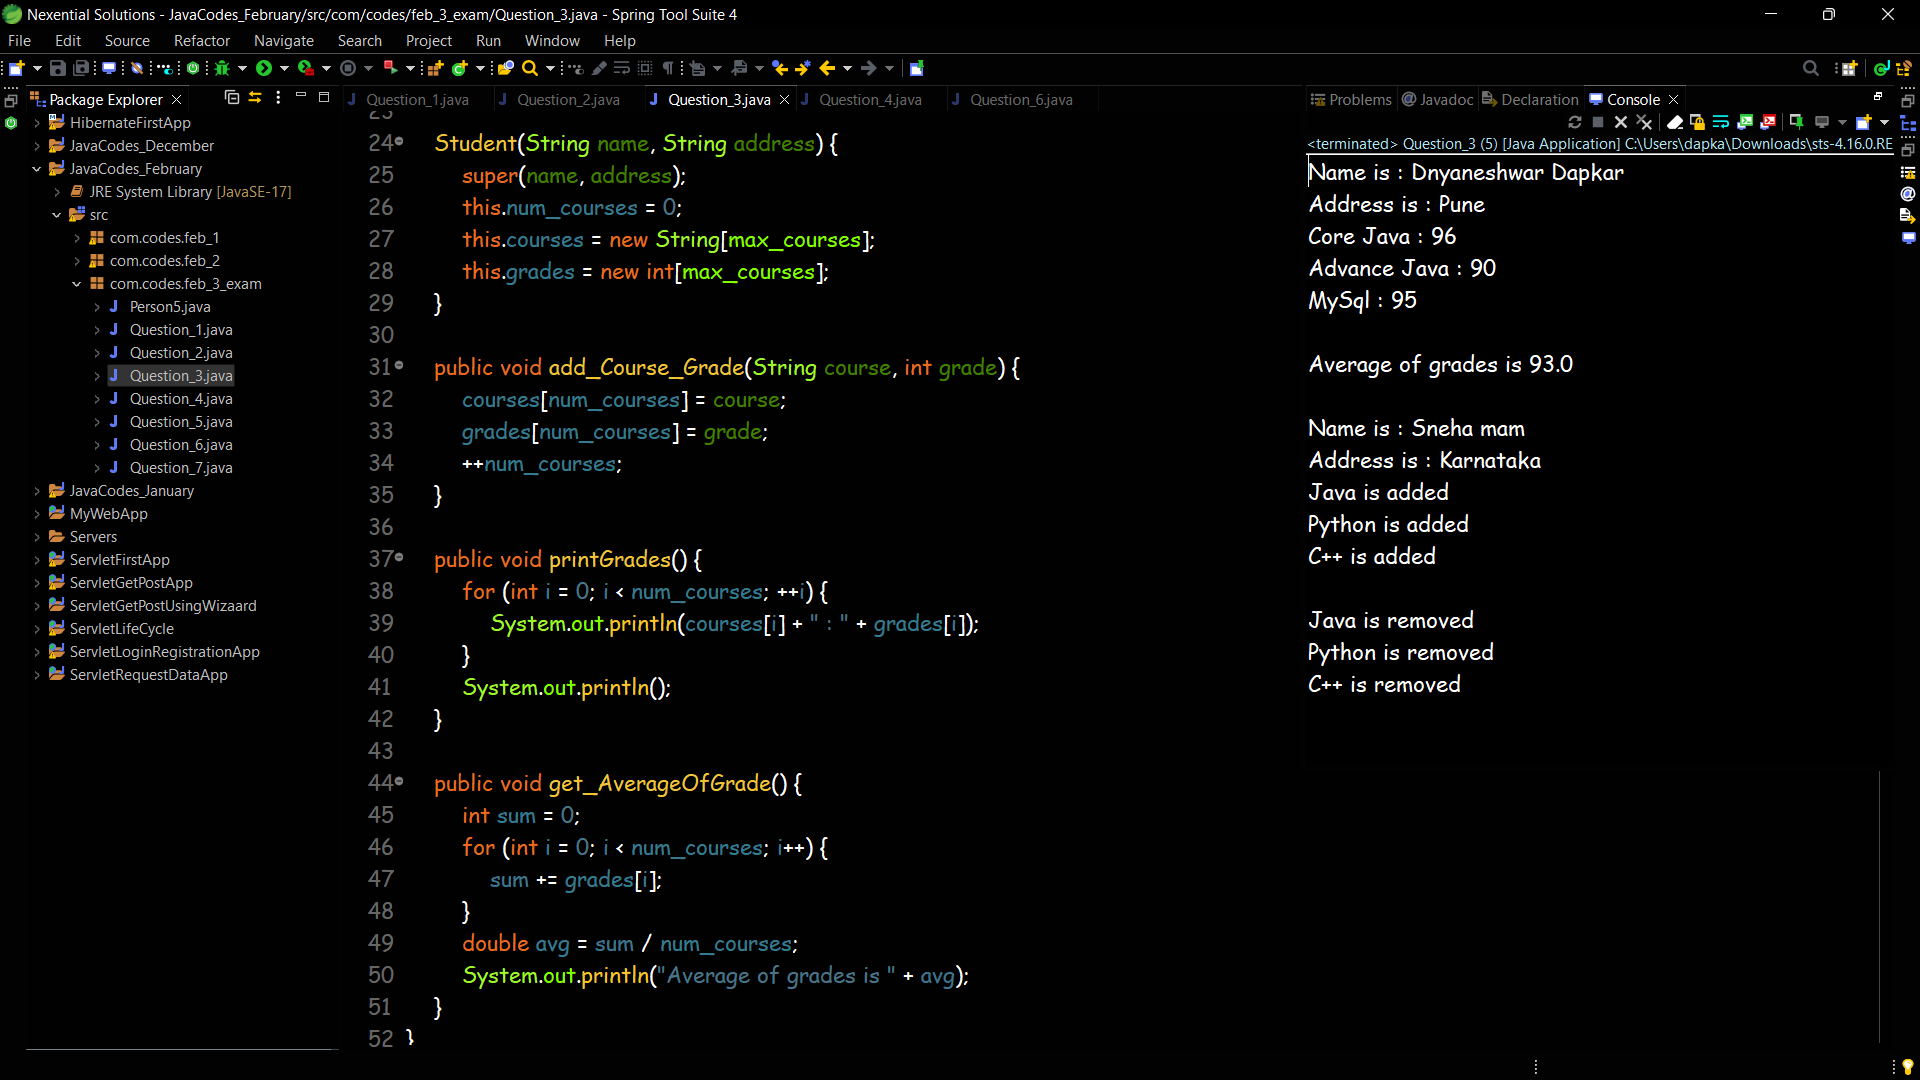 Nexential Solutions - JavaCodes_February/src/com/codes/feb_3_exam/Question_3.java - Spring Tool Suite 4
File Edit Source Refactor Navigate Search Project Run Window Help
Package Explorer
HibernateFirstApp
JavaCodes_December
JavaCodes_February
JRE System Library [JavaSE-17]
src
com.codes.feb_1
com.codes.feb_2
com.codes.feb_3_exam
Person5.java
Question_1.java
Question_2.java
Question_3.java
Question_4.java
Question_5.java
Question_6.java
Question_7.java
JavaCodes_January
MyWebApp
Servers
ServletFirstApp
ServletGetPostApp
ServletGetPostUsingWizaard
ServletLifeCycle
ServletLoginRegistrationApp
ServletRequestDataApp
Question_1.java Question_2.java Question_3.java Question_4.java Question_6.java
23
24 Student(String name, String address) {
25 super(name, address);
26 this.num_courses = 0;
27 this.courses = new String[max_courses];
28 this.grades = new int[max_courses];
29 }
30
31 public void add_Course_Grade(String course, int grade) {
32 courses[num_courses] = course;
33 grades[num_courses] = grade;
34 ++num_courses;
35 }
36
37 public void printGrades() {
38 for (int i = 0; i < num_courses; ++i) {
39 System.out.println(courses[i] + " : " + grades[i]);
40 }
41 System.out.println();
42 }
43
44 public void get_AverageOfGrade() {
45 int sum = 0;
46 for (int i = 0; i < num_courses; i++) {
47 sum += grades[i];
48 }
49 double avg = sum / num_courses;
50 System.out.println("Average of grades is " + avg);
51 }
52 }
Problems Javadoc Declaration Console
<terminated> Question_3 (5) [Java Application] C:\Users\dapka\Downloads\sts-4.16.0.RE
Name is : Dnyaneshwar Dapkar
Address is : Pune
Core Java : 96
Advance Java : 90
MySql : 95
Average of grades is 93.0
Name is : Sneha mam
Address is : Karnataka
Java is added
Python is added
C++ is added
Java is removed
Python is removed
C++ is removed